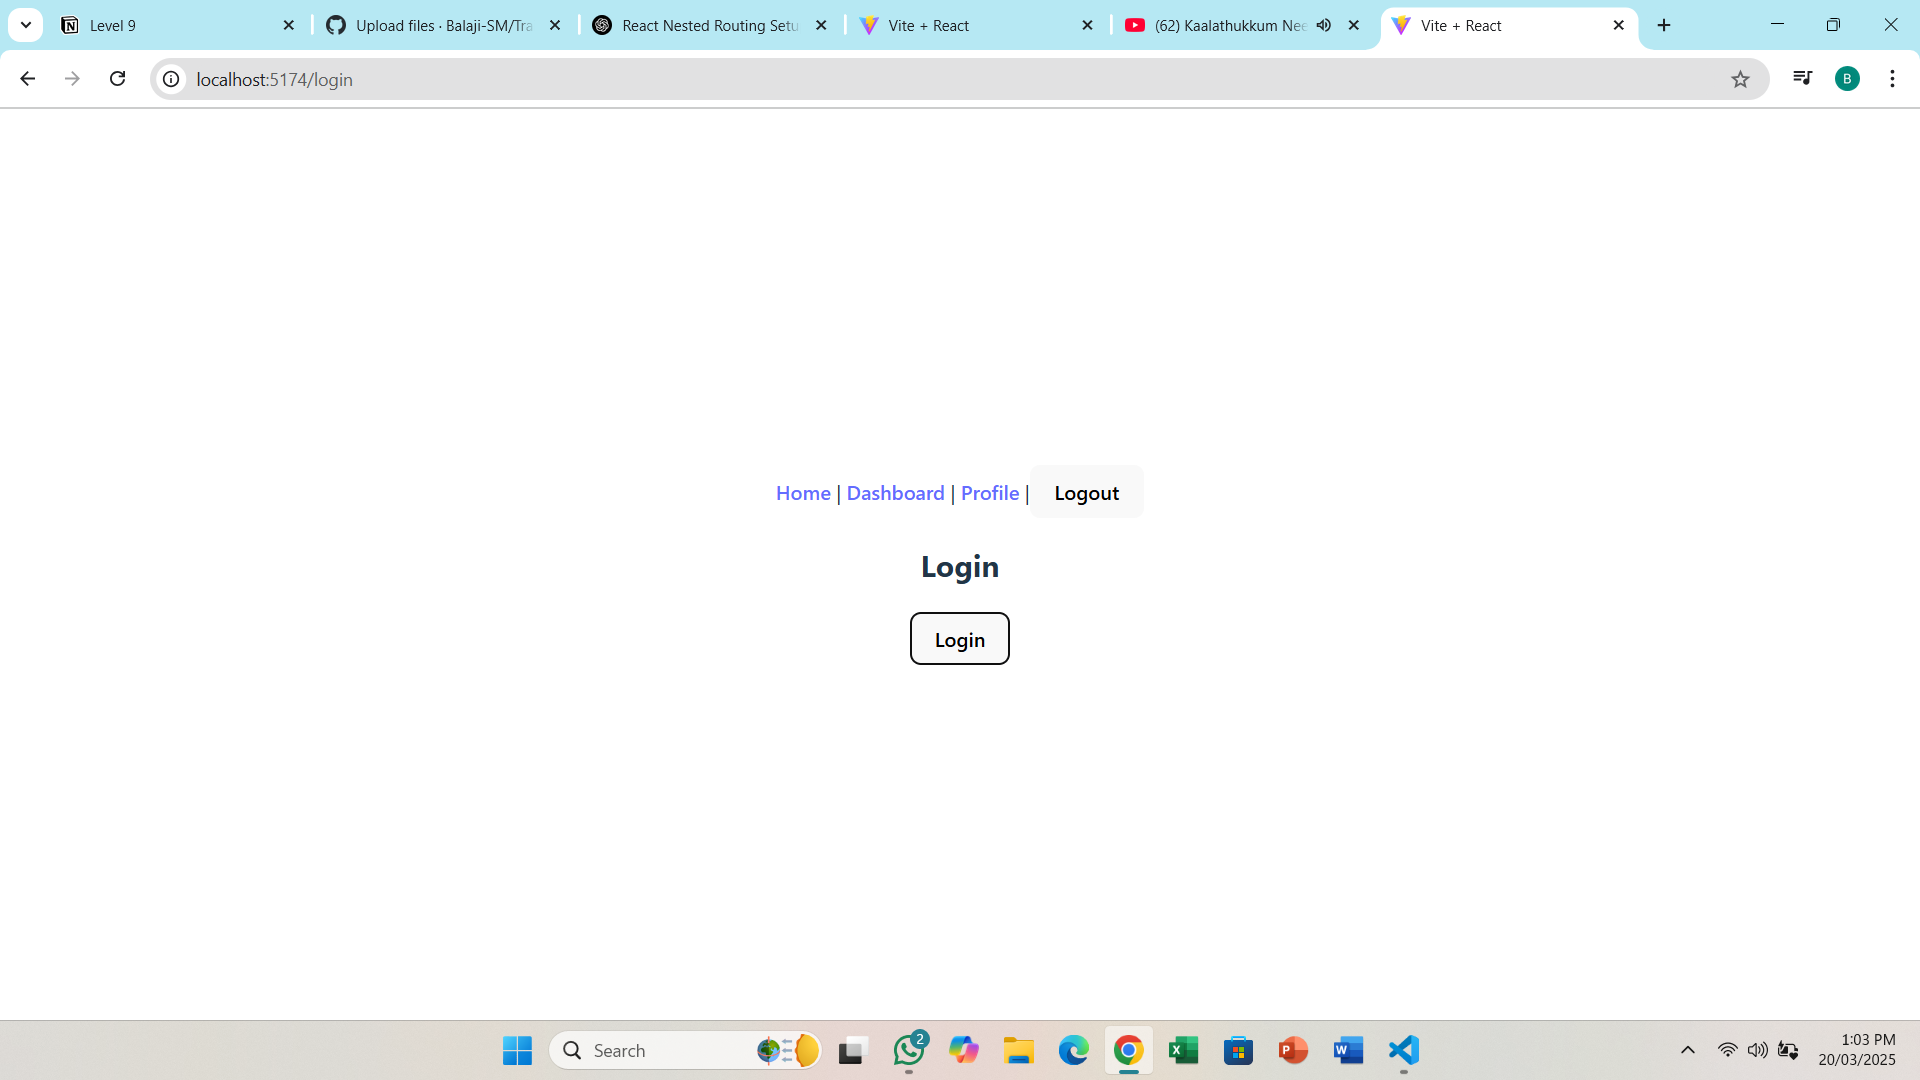 Level 9
Upload files · Balaji-SM/Tra
React Nested Routing Setu
Vite + React
(62) Kaalathukkum Nee
Vite + React
localhost:5174/login
B
Home | Dashboard | Profile | Logout
Login
Login
Search
2
1:03 PM
20/03/2025